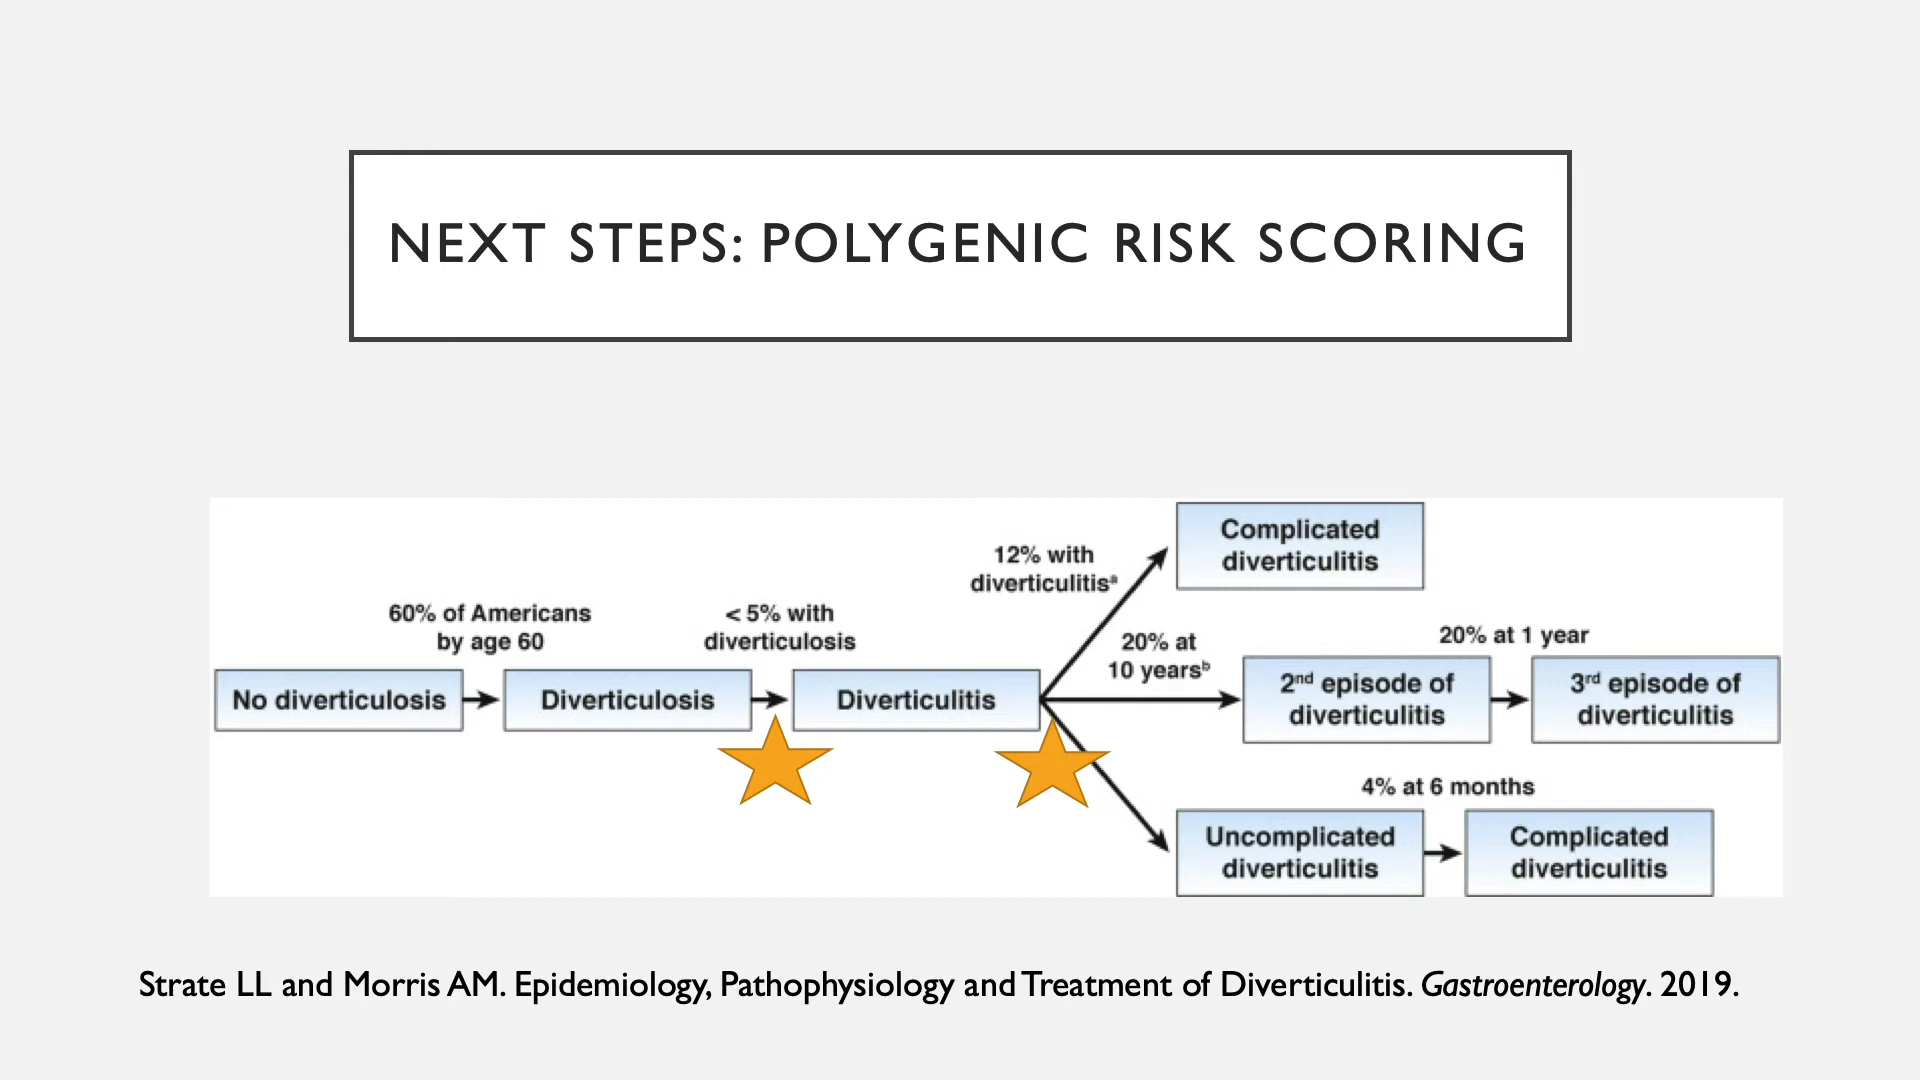 NEXT STEPS: POLYGENIC RISK SCORING
60% of Americans
by age 60
< 5% with
diverticulosis
12% with
diverticulitisᵃ
20% at
10 yearsᵇ
20% at 1 year
4% at 6 months
No diverticulosis
Diverticulosis
Diverticulitis
Complicated
diverticulitis
2ⁿᵈ episode of
diverticulitis
3ʳᵈ episode of
diverticulitis
Uncomplicated
diverticulitis
Complicated
diverticulitis
Strate LL and Morris AM. Epidemiology, Pathophysiology and Treatment of Diverticulitis. Gastroenterology. 2019.